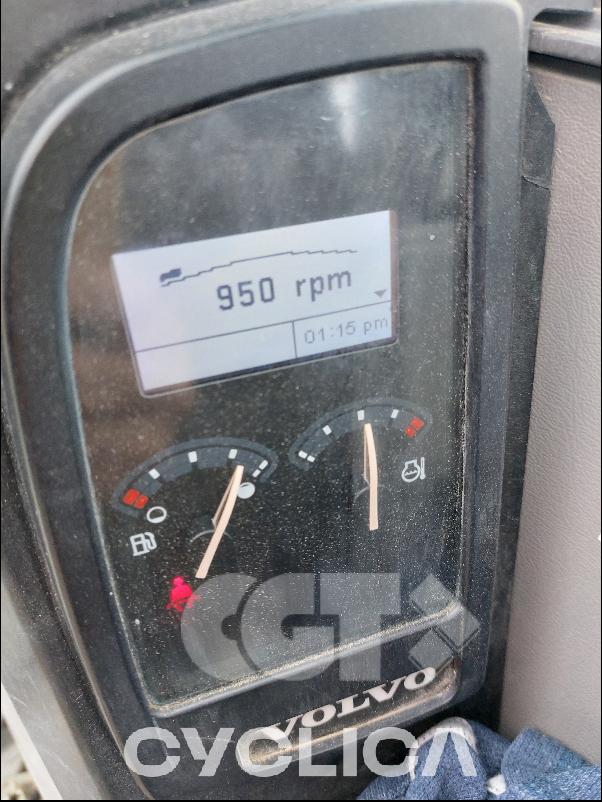 950 rpm
01:15 pm
CGT
VOLVO
CYCLICA